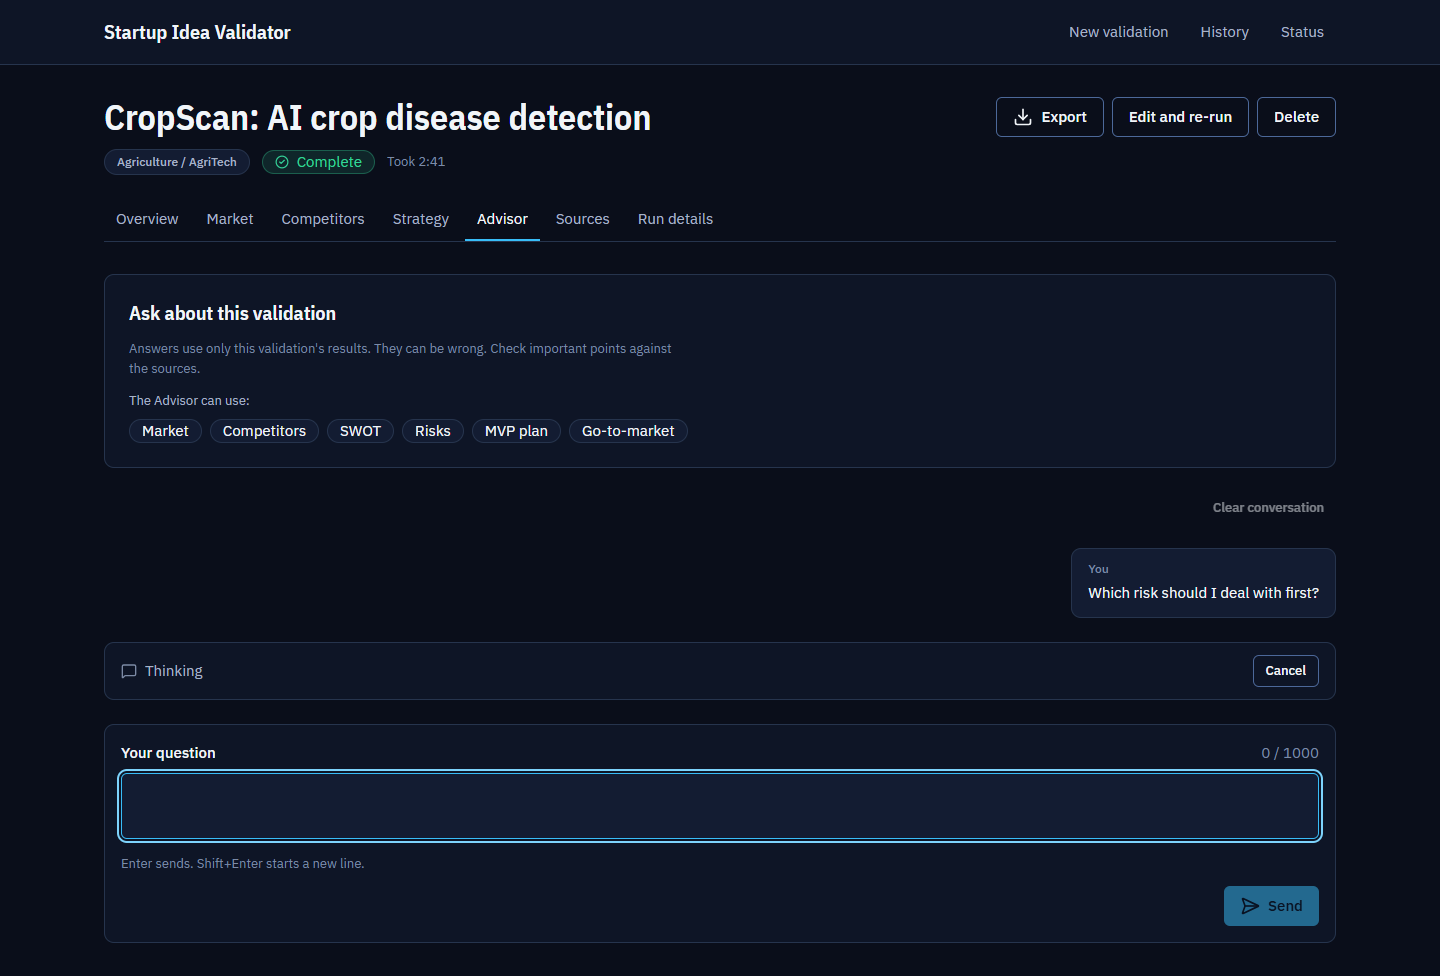 Startup Idea Validator
New validation
History
Status
CropScan: AI crop disease detection
Export
Edit and re-run
Delete
Agriculture / AgriTech
Complete
Took 2:41
Overview
Market
Competitors
Strategy
Advisor
Sources
Run details
Ask about this validation
Answers use only this validation's results. They can be wrong. Check important points against
the sources.
The Advisor can use:
Market
Competitors
SWOT
Risks
MVP plan
Go-to-market
Clear conversation
You
Which risk should I deal with first?
Thinking
Cancel
Your question
0 / 1000
Enter sends. Shift+Enter starts a new line.
Send